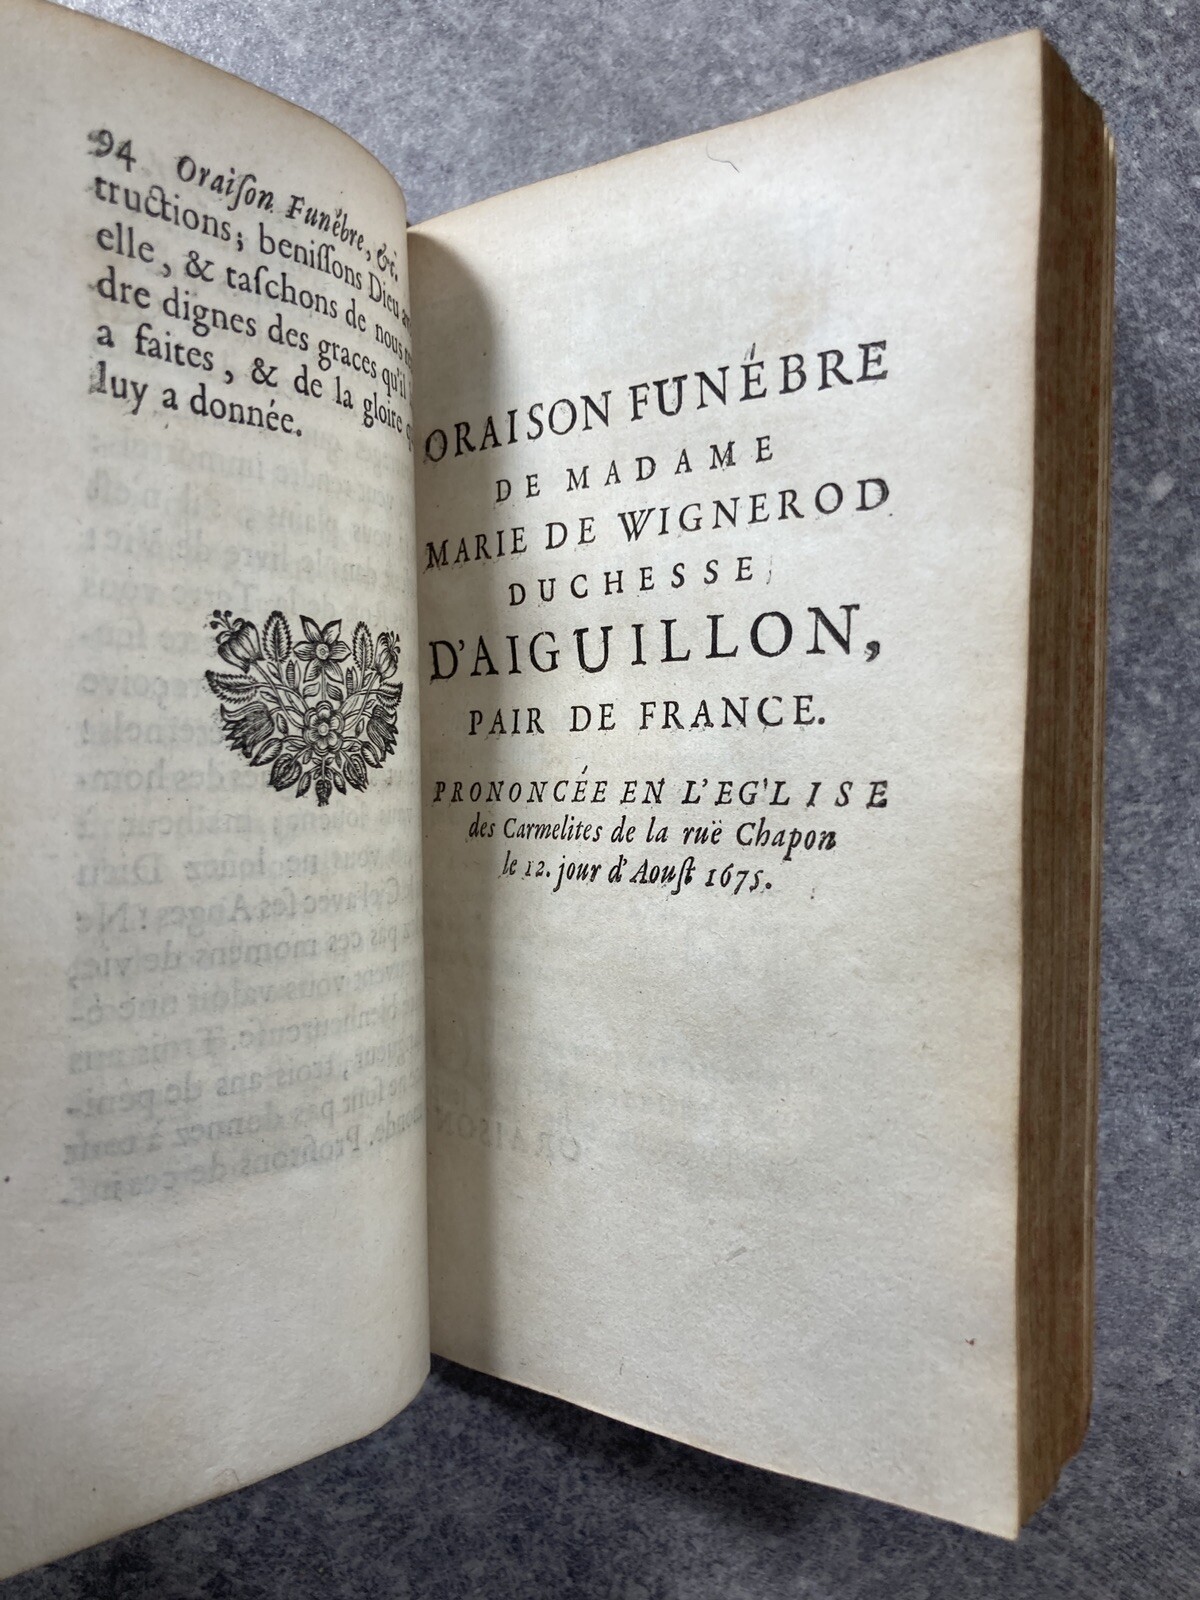 94 Oraiſon Funébre, &c.
tructions; beniſſons Dieu
elle, & taſchons de nous
dre dignes des graces qu'il
a faites, & de la gloire
luy a donnée.
ORAISON FUNÉBRE
DE MADAME
MARIE DE WIGNEROD
DUCHESSE
D'AIGUILLON,
PAIR DE FRANCE.
PRONONCÉE EN L'EGLISE
des Carmelites de la ruë Chapon
le 12. jour d'Aouſt 1675.